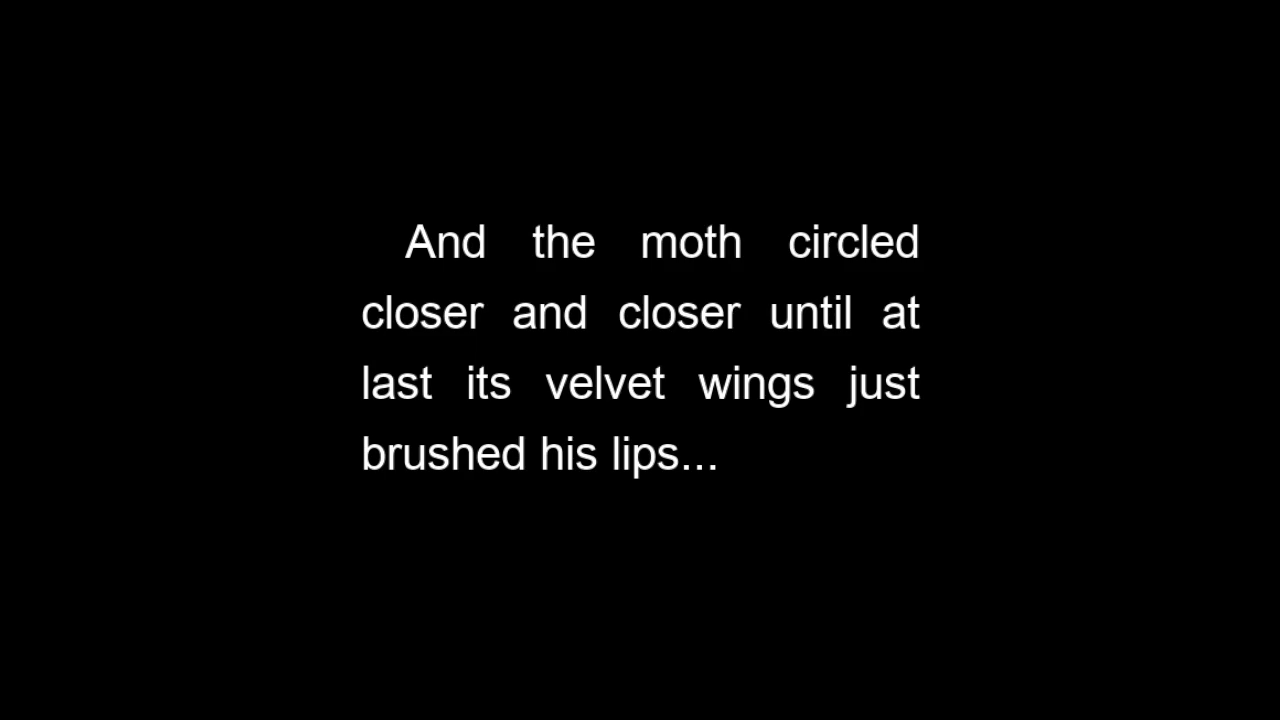 And the moth circled
closer and closer until at
last its velvet wings just
brushed his lips...